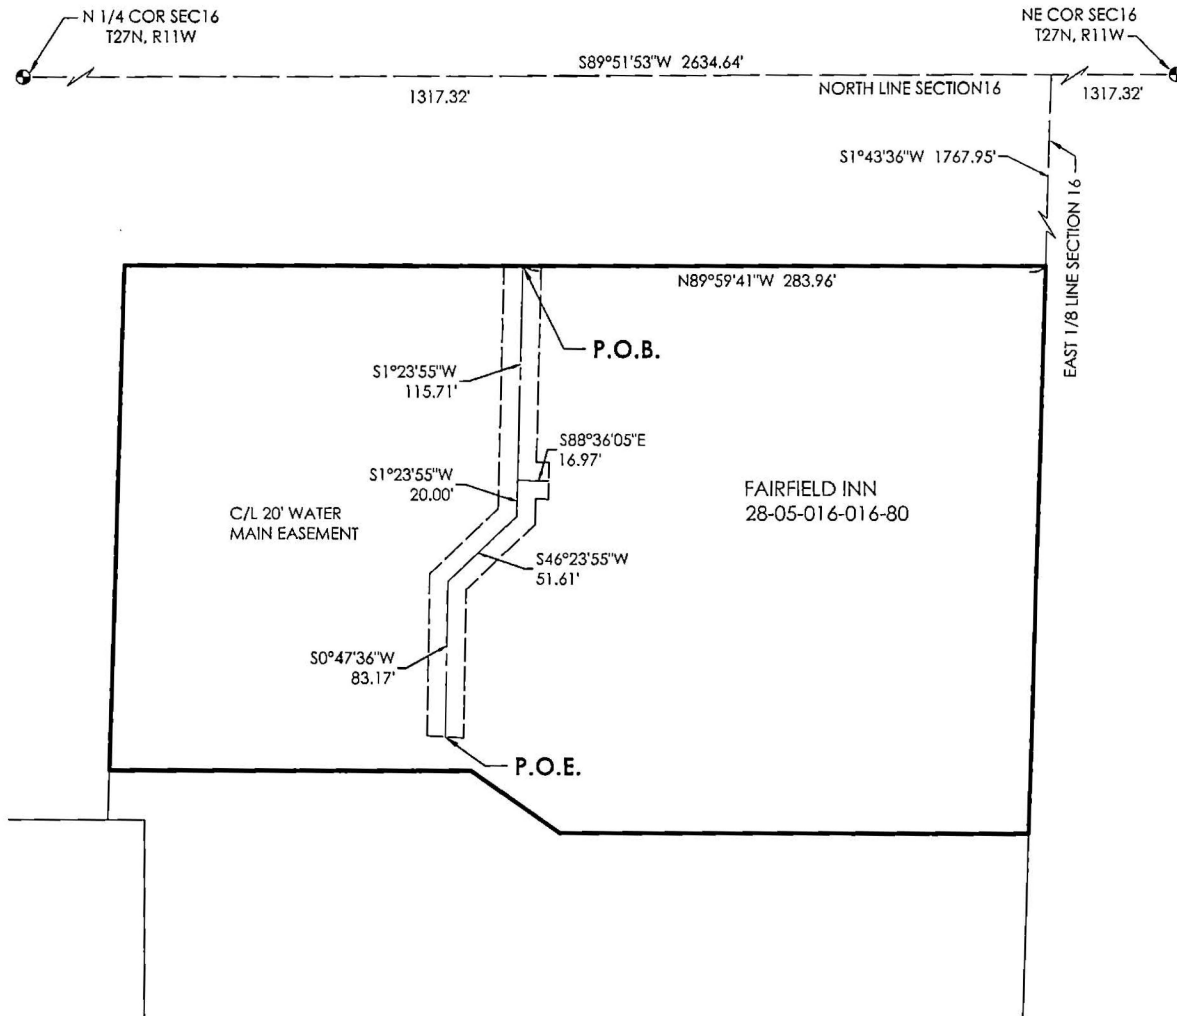 N 1/4 COR SEC16
T27N, R11W
NE COR SEC16
T27N, R11W
S89°51'53"W 2634.64'
1317.32'
NORTH LINE SECTION16
1317.32'
S1°43'36"W 1767.95'
EAST 1/8 LINE SECTION 16
N89°59'41"W 283.96'
P.O.B.
S1°23'55"W
115.71'
S88°36'05"E
16.97'
S1°23'55"W
20.00'
C/L 20' WATER
MAIN EASEMENT
FAIRFIELD INN
28-05-016-016-80
S46°23'55"W
51.61'
S0°47'36"W
83.17'
P.O.E.